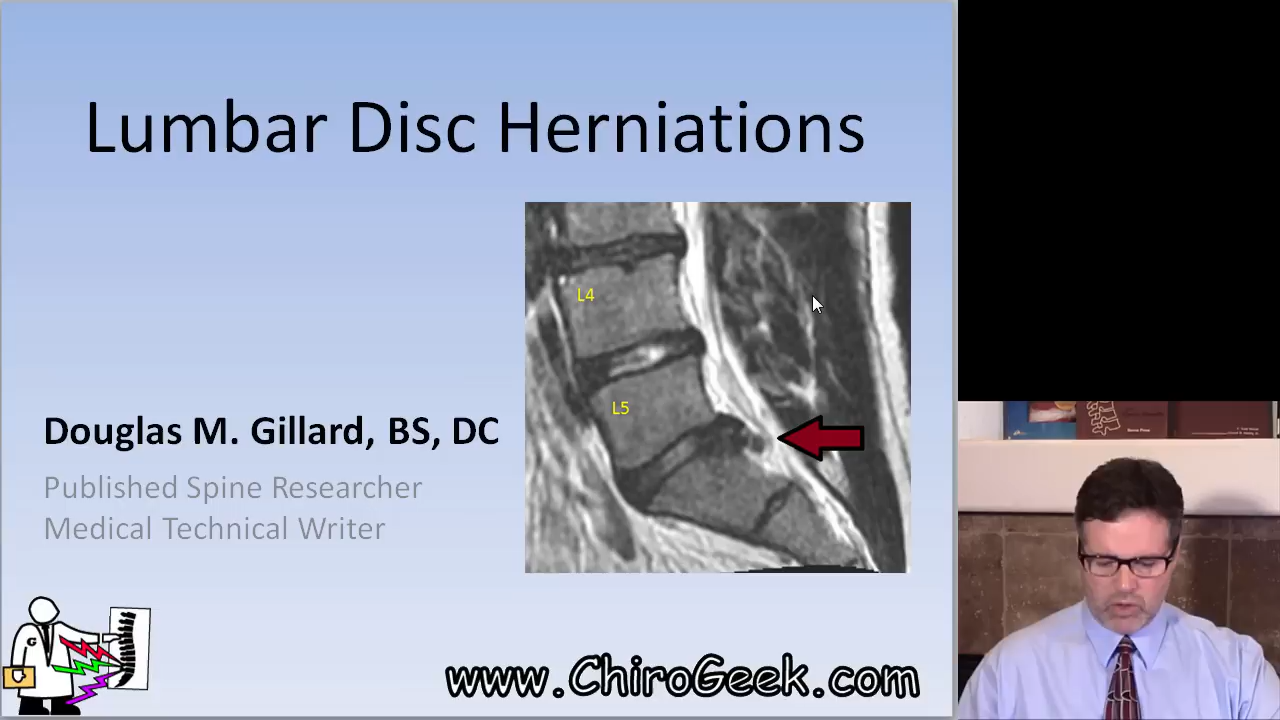 Lumbar Disc Herniations
L4
L5
Douglas M. Gillard, BS, DC
Published Spine Researcher
Medical Technical Writer
G
www.ChiroGeek.com